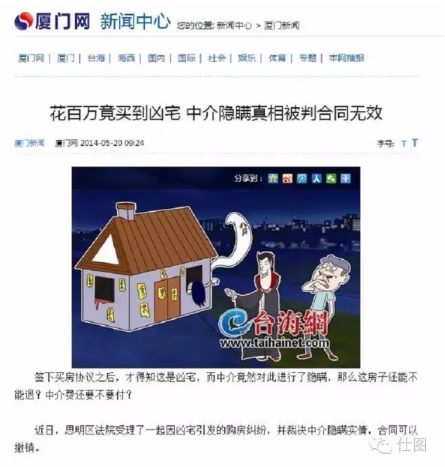 厦门网 新闻中心 您的位置: 新闻中心 > 厦门新闻
厦门网 | 厦门 | 台海 | 海西 | 国内 | 国际 | 社会 | 娱乐 | 体育 | 专题 | 本网播报
花百万竟买到凶宅 中介隐瞒真相被判合同无效
厦门新闻 厦门网 2014-05-20 09:24 字号: T T
分享到:
台海網
www.taihainet.com
签下买房协议之后，才得知这是凶宅，而中介竟然对此进行了隐瞒，那么这房子还能不
能退？中介费还要不要付？
近日，思明区法院受理了一起因凶宅引发的购房纠纷，并裁决中介隐瞒实情，合同可以
撤销。
仕图